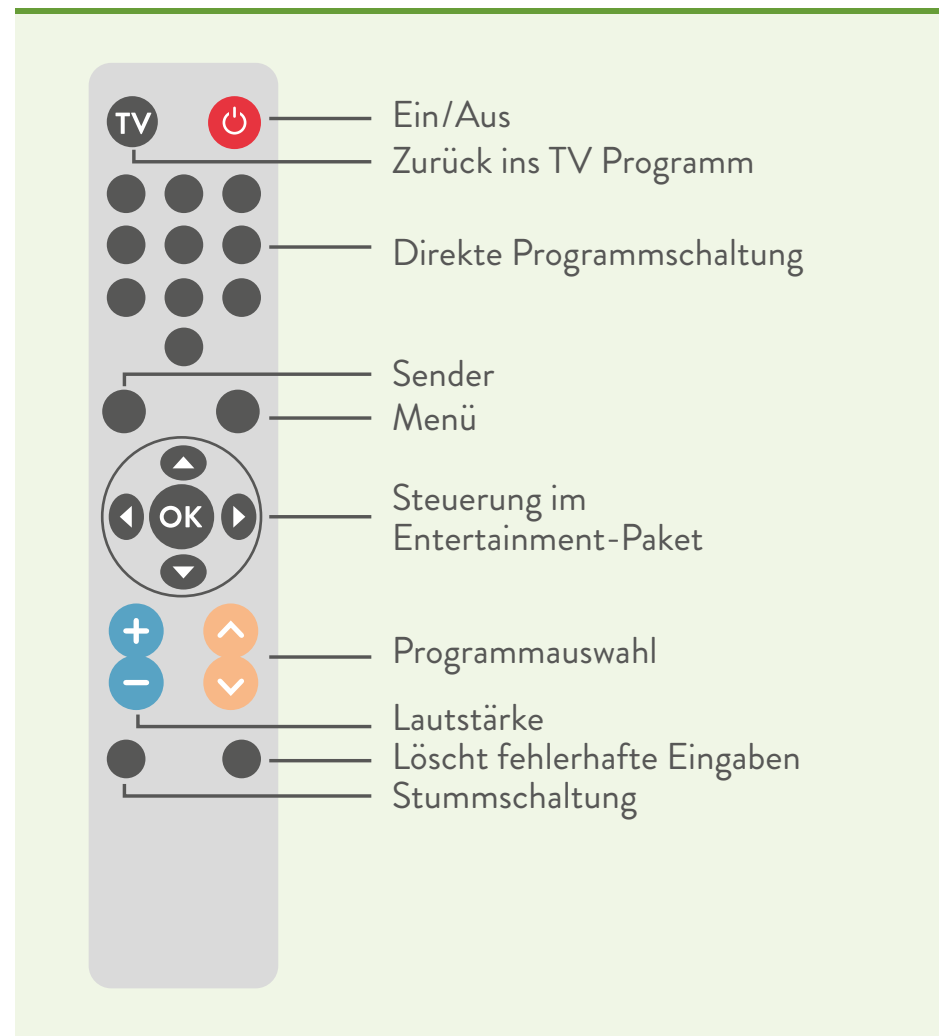 TV
Ein/Aus
Zurück ins TV Programm
Direkte Programmschaltung
Sender
Menü
OK
Steuerung im
Entertainment-Paket
Programmauswahl
Lautstärke
Löscht fehlerhafte Eingaben
Stummschaltung